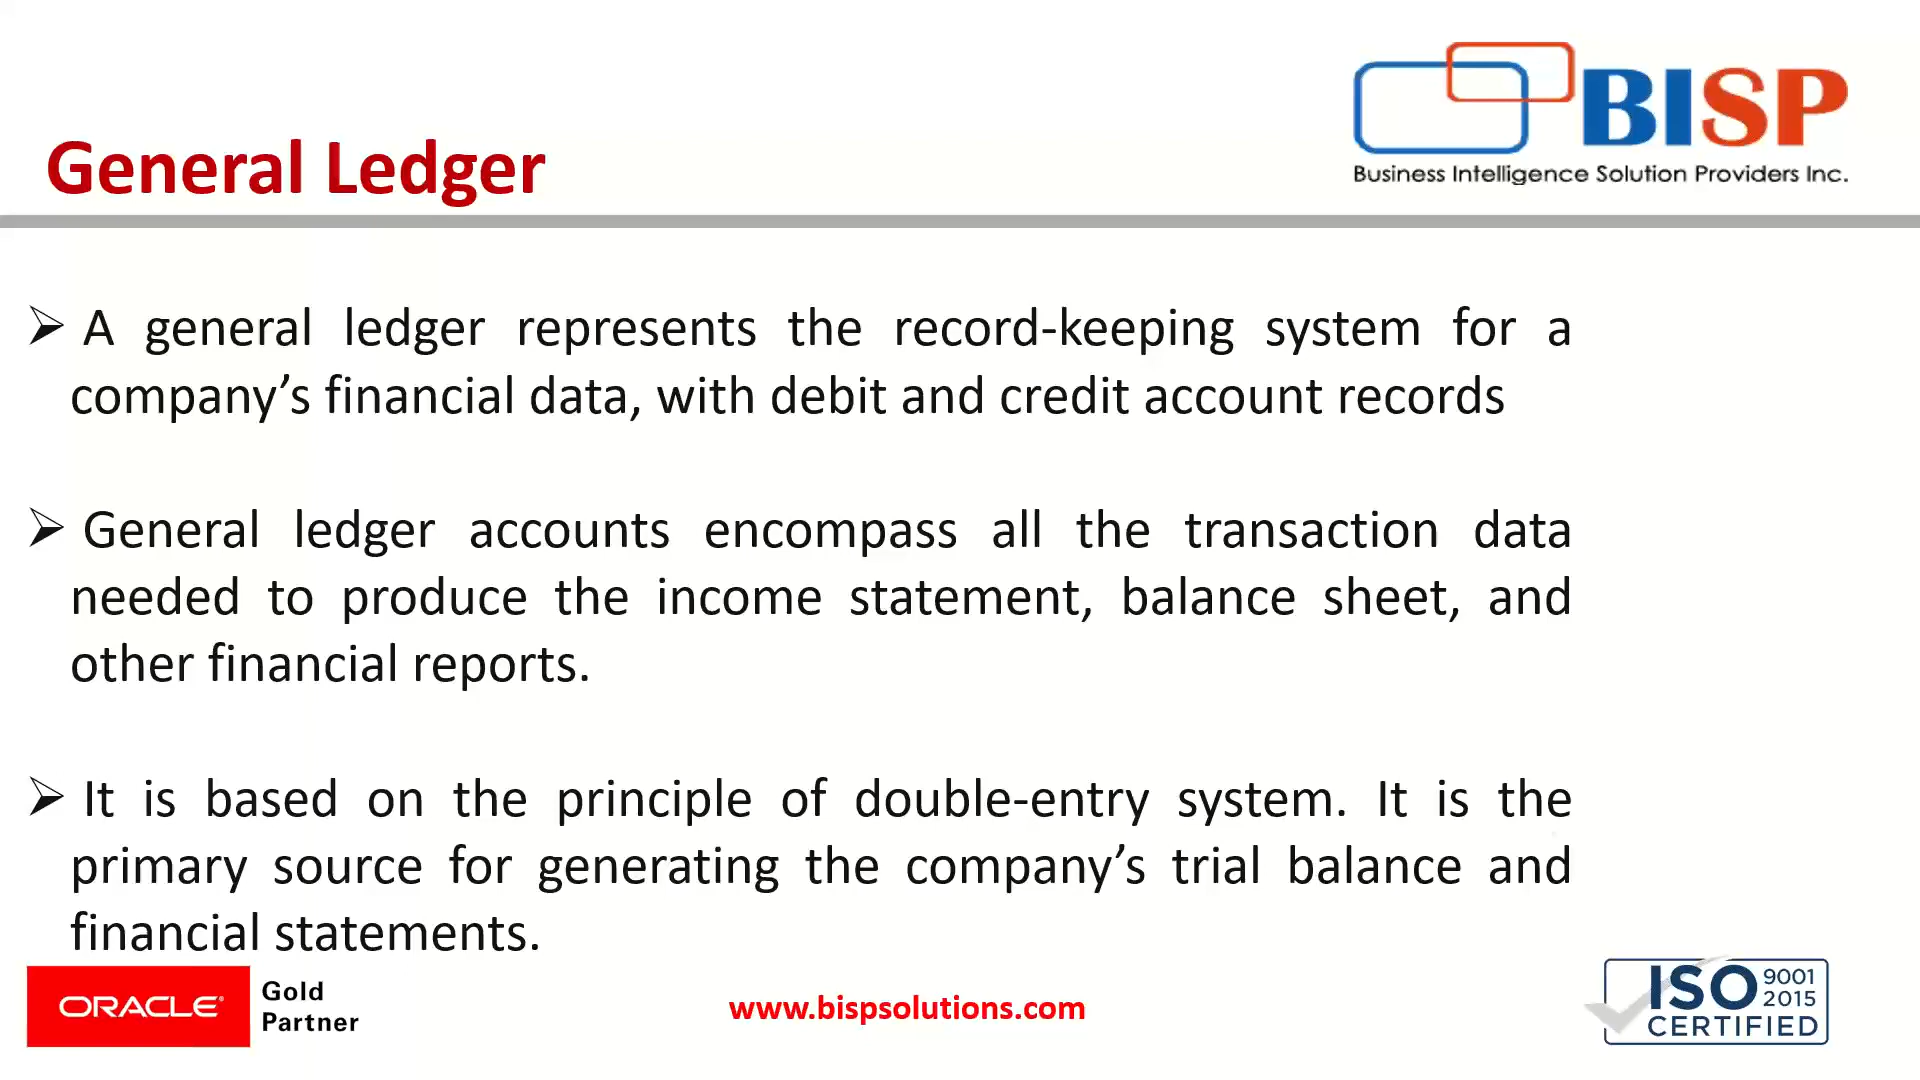 BISP
Business Intelligence Solution Providers Inc.
General Ledger
➢ A general ledger represents the record-keeping system for a
company’s financial data, with debit and credit account records
➢ General ledger accounts encompass all the transaction data
needed to produce the income statement, balance sheet, and
other financial reports.
➢ It is based on the principle of double-entry system. It is the
primary source for generating the company’s trial balance and
financial statements.
ORACLE®
Gold
Partner
www.bispsolutions.com
ISO 9001
2015
CERTIFIED